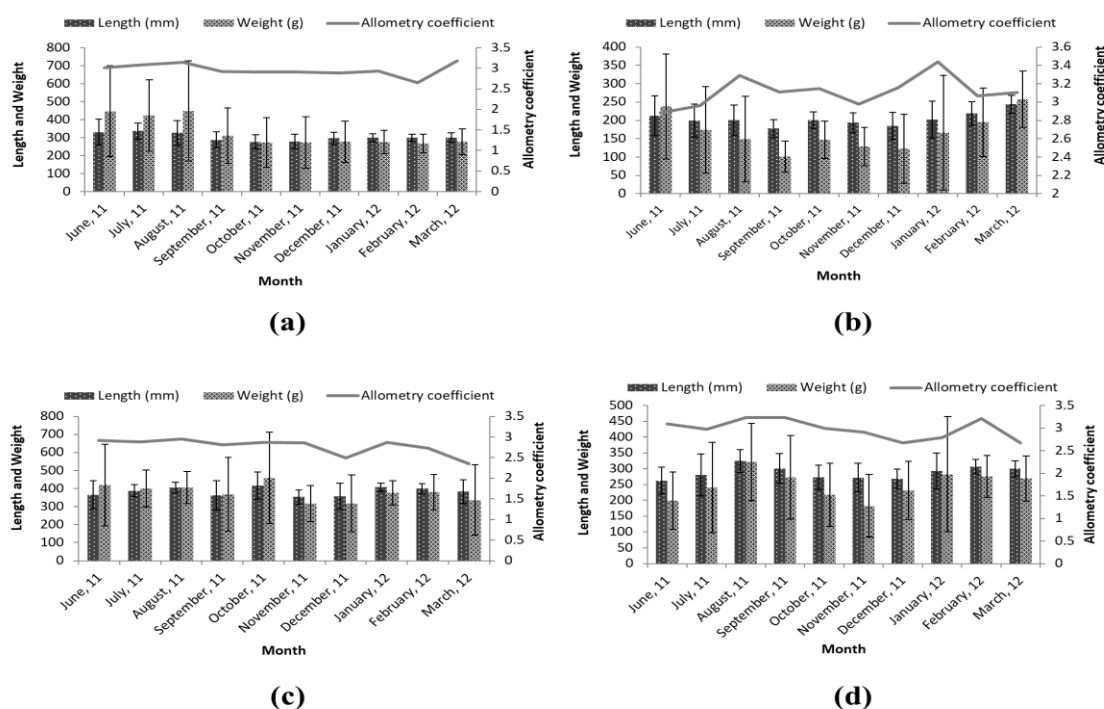 Length (mm) Weight (g) Allometry coefficient
800
700
600
500
400
300
200
100
0
Length and Weight
3.5
3
2.5
2
1.5
1
0.5
0
Allometry coefficient
June, 11
July, 11
August, 11
September, 11
October, 11
November, 11
December, 11
January, 12
February, 12
March, 12
Month
(a)
Length (mm) Weight (g) Allometry coefficient
400
350
300
250
200
150
100
50
0
Length and Weight
3.6
3.4
3.2
3
2.8
2.6
2.4
2.2
2
Allometry coefficient
June, 11
July, 11
August, 11
September, 11
October, 11
November, 11
December, 11
January, 12
February, 12
March, 12
Month
(b)
Length (mm) Weight (g) Allometry coefficient
800
700
600
500
400
300
200
100
0
Length and Weight
3.5
3
2.5
2
1.5
1
0.5
0
Allometry coefficient
June, 11
July, 11
August, 11
September, 11
October, 11
November, 11
December, 11
January, 12
February, 12
March, 12
Month
(c)
Length (mm) Weight (g) Allometry coefficient
500
450
400
350
300
250
200
150
100
50
0
Length and Weight
3.5
3
2.5
2
1.5
1
0.5
0
Allometry coefficient
June, 11
July, 11
August, 11
September, 11
October, 11
November, 11
December, 11
January, 12
February, 12
March, 12
Month
(d)